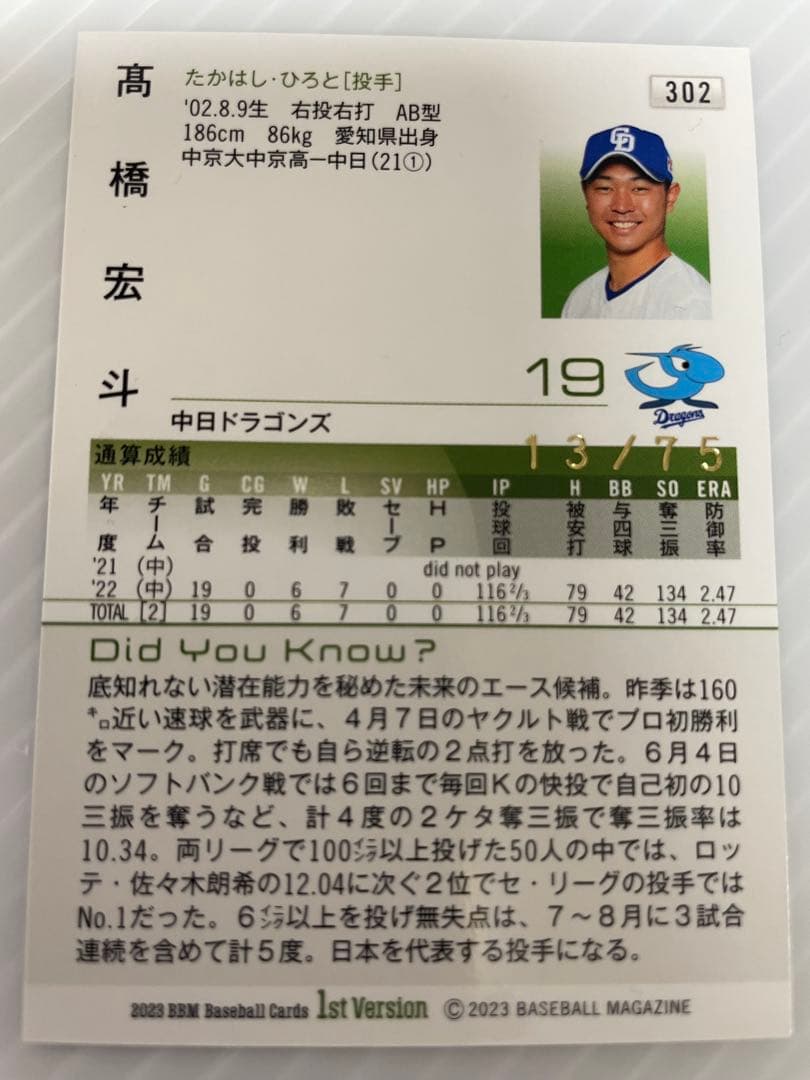 髙橋宏斗
たかはし・ひろと[投手]
'02.8.9生 右投右打 AB型
186cm 86kg 愛知県出身
中京大中京高ー中日(21①)
302
CD
19
Dragons
中日ドラゴンズ
13/75
通算成績
YR TM G CG W L SV HP IP H BB SO ERA
年度 チーム 試合 完投 勝利 敗戦 セーブ HP 投球回 被安打 与四球 奪三振 防御率
'21 (中) did not play
'22 (中) 19 0 6 7 0 0 116 2/3 79 42 134 2.47
TOTAL [2] 19 0 6 7 0 0 116 2/3 79 42 134 2.47
Did You Know?
底知れない潜在能力を秘めた未来のエース候補。昨季は160
㌔近い速球を武器に、4月7日のヤクルト戦でプロ初勝利
をマーク。打席でも自ら逆転の2点打を放った。6月4日
のソフトバンク戦では6回まで毎回Kの快投で自己初の10
三振を奪うなど、計4度の2ケタ奪三振で奪三振率は
10.34。両リーグで100イニング以上投げた50人の中では、ロッ
テ・佐々木朗希の12.04に次ぐ2位でセ・リーグの投手では
No.1だった。6イニング以上を投げ無失点は、7〜8月に3試合
連続を含めて計5度。日本を代表する投手になる。
2023 BBM Baseball Cards 1st Version © 2023 BASEBALL MAGAZINE